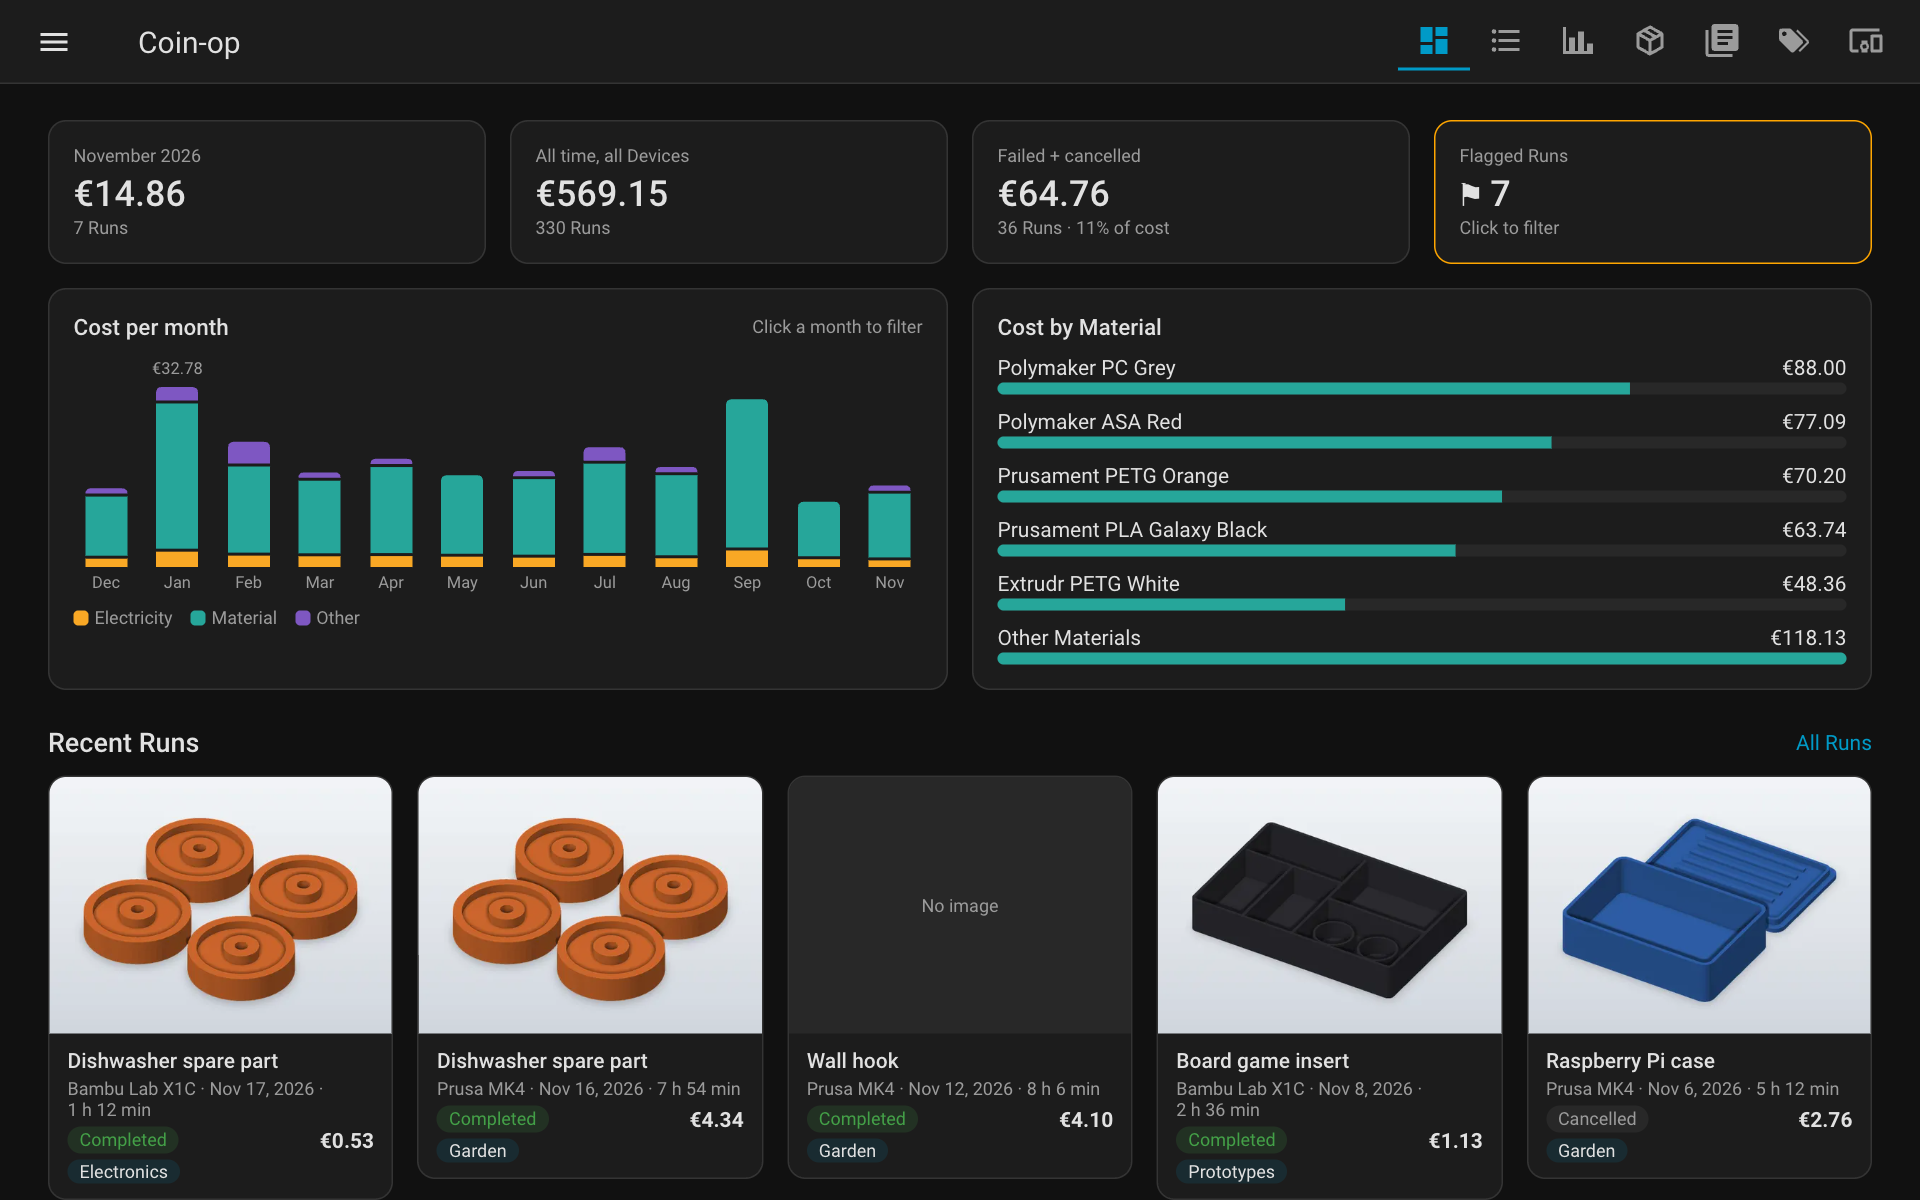 Coin-op
November 2026
€14.86
7 Runs
All time, all Devices
€569.15
330 Runs
Failed + cancelled
€64.76
36 Runs · 11% of cost
Flagged Runs
7
Click to filter
Cost per month
Click a month to filter
€32.78
Dec Jan Feb Mar Apr May Jun Jul Aug Sep Oct Nov
Electricity Material Other
Cost by Material
Polymaker PC Grey €88.00
Polymaker ASA Red €77.09
Prusament PETG Orange €70.20
Prusament PLA Galaxy Black €63.74
Extrudr PETG White €48.36
Other Materials €118.13
Recent Runs
All Runs
Dishwasher spare part
Bambu Lab X1C · Nov 17, 2026 ·
1 h 12 min
Completed €0.53
Electronics
Dishwasher spare part
Prusa MK4 · Nov 16, 2026 · 7 h 54 min
Completed €4.34
Garden
No image
Wall hook
Prusa MK4 · Nov 12, 2026 · 8 h 6 min
Completed €4.10
Garden
Board game insert
Bambu Lab X1C · Nov 8, 2026 ·
2 h 36 min
Completed €1.13
Prototypes
Raspberry Pi case
Prusa MK4 · Nov 6, 2026 · 5 h 12 min
Cancelled €2.76
Garden